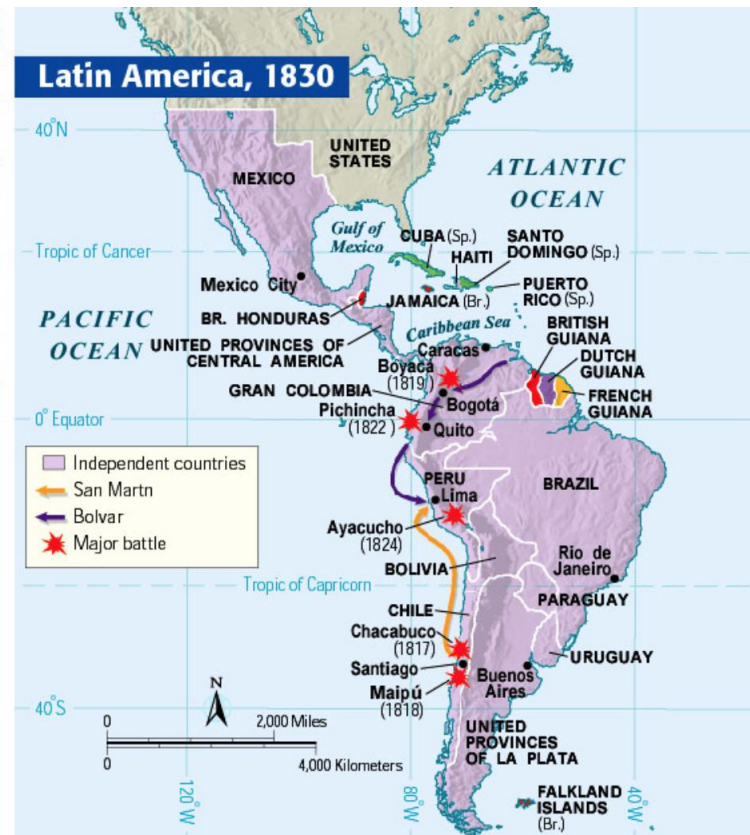 Latin America, 1830
40°N
UNITED
STATES
MEXICO
ATLANTIC
OCEAN
Gulf of
Mexico
CUBA (Sp.)
HAITI
SANTO
DOMINGO (Sp.)
Tropic of Cancer
Mexico City
JAMAICA (Br.)
PUERTO
RICO (Sp.)
PACIFIC
OCEAN
BR. HONDURAS
UNITED PROVINCES OF
CENTRAL AMERICA
Caribbean Sea
Caracas
BRITISH
GUIANA
DUTCH
GUIANA
FRENCH
GUIANA
Boyacá
(1819)
GRAN COLOMBIA
Bogotá
Pichincha
(1822)
0° Equator
Quito
Independent countries
San Martn
Bolvar
Major battle
PERU
Lima
BRAZIL
Ayacucho
(1824)
BOLIVIA
Rio de
Janeiro
Tropic of Capricorn
PARAGUAY
CHILE
Chacabuco
(1817)
URUGUAY
Santiago
Buenos
Aires
Maipú
(1818)
N
40°S
0
2,000 Miles
0
4,000 Kilometers
UNITED
PROVINCES
OF LA PLATA
FALKLAND
ISLANDS
(Br.)
120°W
80°W
40°W